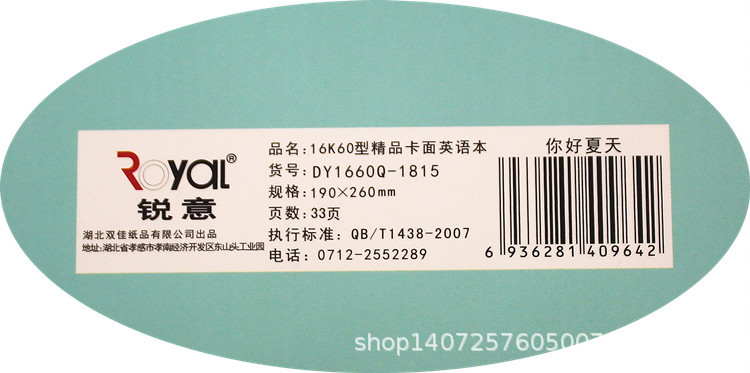 ROYAL®
锐意
湖北双佳纸品有限公司出品
地址:湖北省孝感市孝南经济开发区东山头工业园
品名:16K60型精品卡面英语本
货号:DY1660Q-1815
规格:190×260mm
页数:33页
执行标准: QB/T1438-2007
电话: 0712-2552289
你好夏天
6 936281 409642